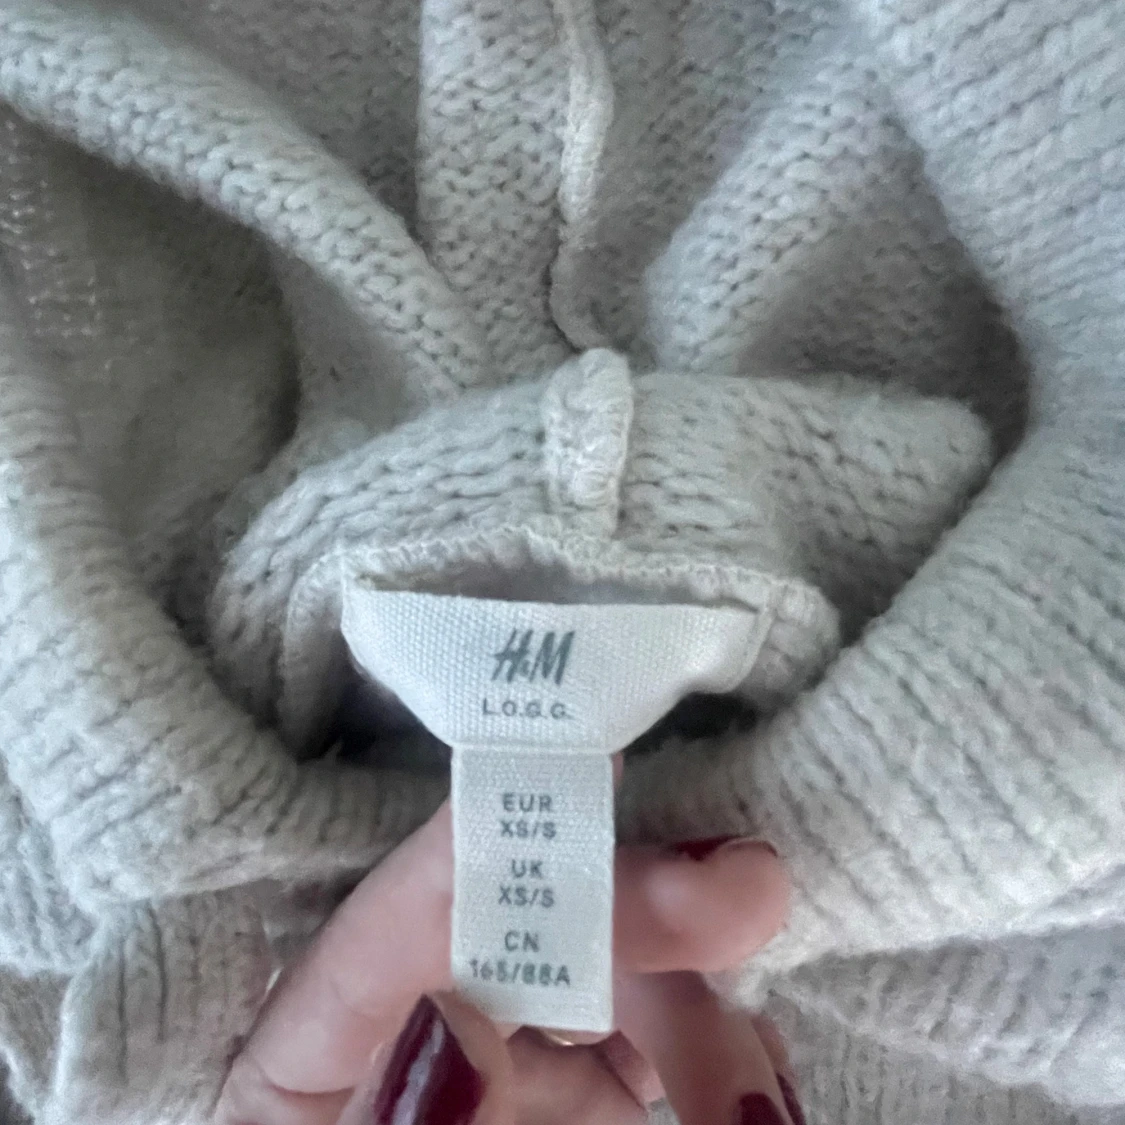 H&M
L.O.G.G.
EUR
XS/S
UK
XS/S
CN
165/88A